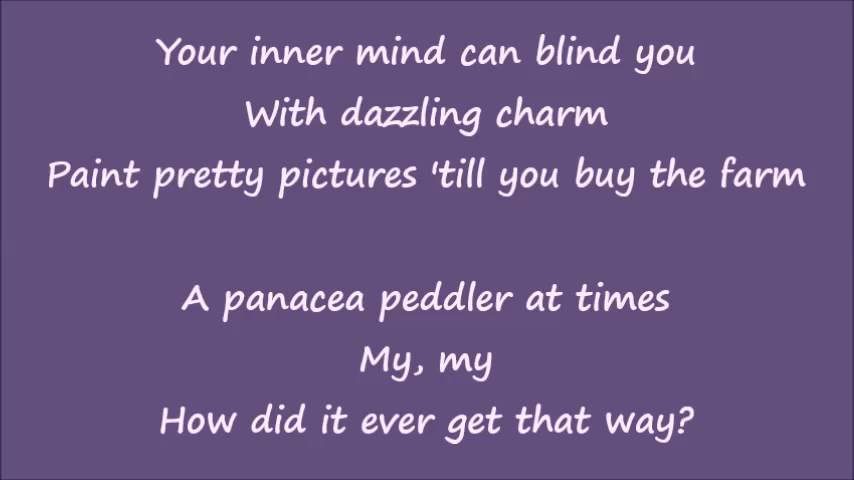 Your inner mind can blind you
With dazzling charm
Paint pretty pictures 'till you buy the farm
A panacea peddler at times
My, my
How did it ever get that way?